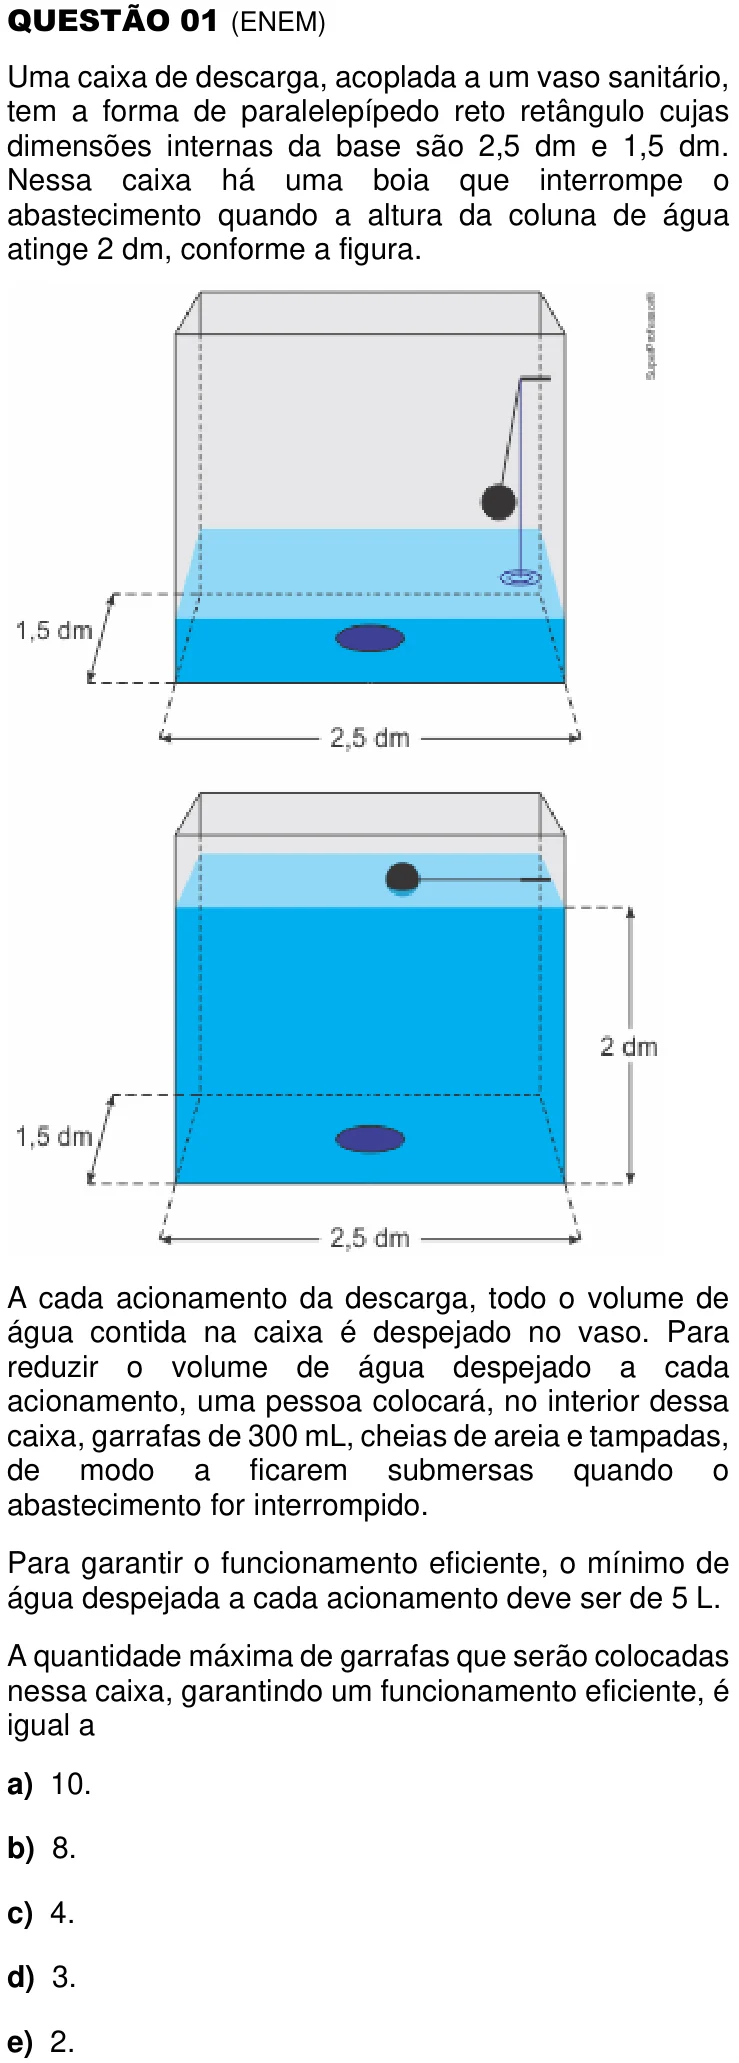 QUESTÃO 01 (ENEM)
Uma caixa de descarga, acoplada a um vaso sanitário,
tem a forma de paralelepípedo reto retângulo cujas
dimensões internas da base são 2,5 dm e 1,5 dm.
Nessa caixa há uma boia que interrompe o
abastecimento quando a altura da coluna de água
atinge 2 dm, conforme a figura.
SuperProfessor®
1,5 dm
2,5 dm
2 dm
1,5 dm
2,5 dm
A cada acionamento da descarga, todo o volume de
água contida na caixa é despejado no vaso. Para
reduzir o volume de água despejado a cada
acionamento, uma pessoa colocará, no interior dessa
caixa, garrafas de 300 mL, cheias de areia e tampadas,
de modo a ficarem submersas quando o
abastecimento for interrompido.
Para garantir o funcionamento eficiente, o mínimo de
água despejada a cada acionamento deve ser de 5 L.
A quantidade máxima de garrafas que serão colocadas
nessa caixa, garantindo um funcionamento eficiente, é
igual a
a) 10.
b) 8.
c) 4.
d) 3.
e) 2.